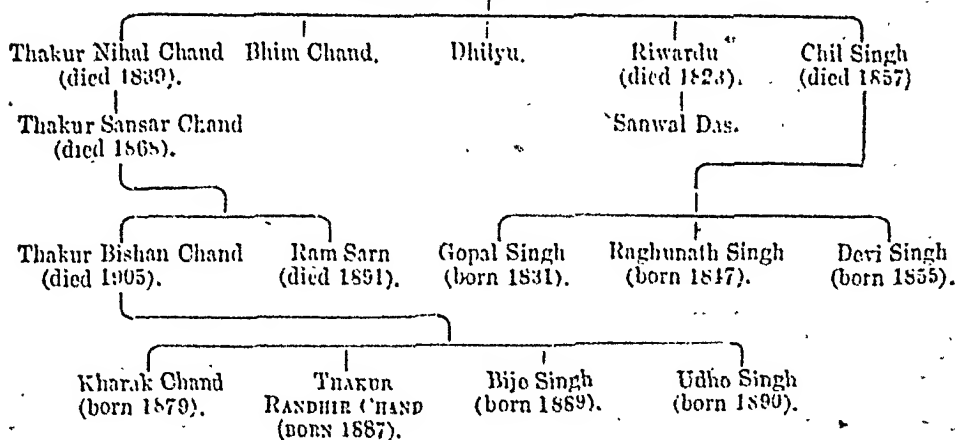 Thakur Nihal Chand Bhim Chand. Dhilyu. Riwardu Chil Singh
(died 1839). (died 1823). (died 1857)
Thakur Sansar Chand Sanwal Das.
(died 1868).
Thakur Bishan Chand Ram Sarn Gopal Singh Raghunath Singh Devi Singh
(died 1905). (died 1891). (born 1831). (born 1847). (born 1855).
Kharak Chand THAKUR Bije Singh Udho Singh
(born 1879). RANDHIR CHAND (born 1889). (born 1890).
(BORN 1887).